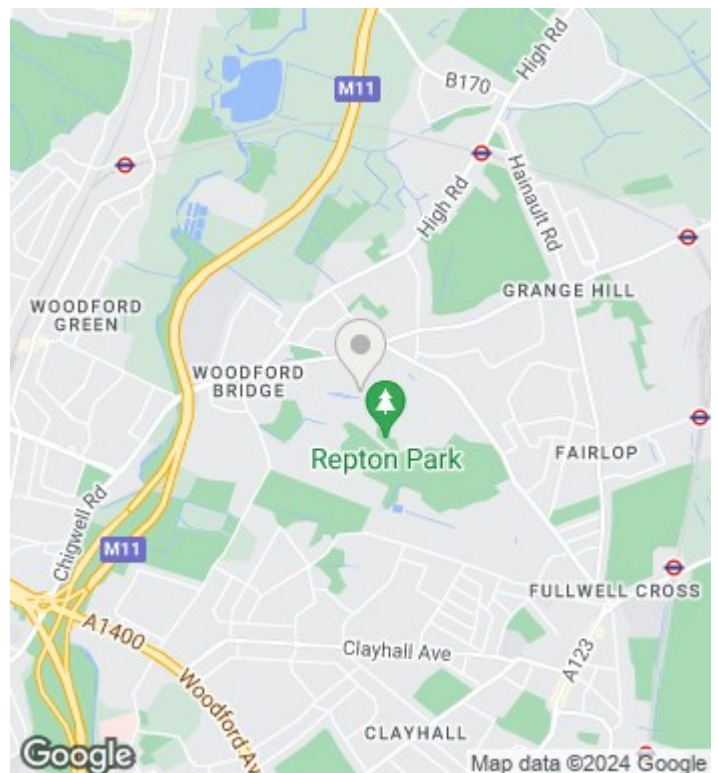 High Rd
B170
M11
High Rd
Hainault Rd
WOODFORD
GREEN
GRANGE HILL
WOODFORD
BRIDGE
Repton Park
FAIRLOP
Chigwell Rd
M11
FULLWELL CROSS
A1400
Woodford Av
Clayhall Ave
A123
CLAYHALL
Google
Map data ©2024 Google